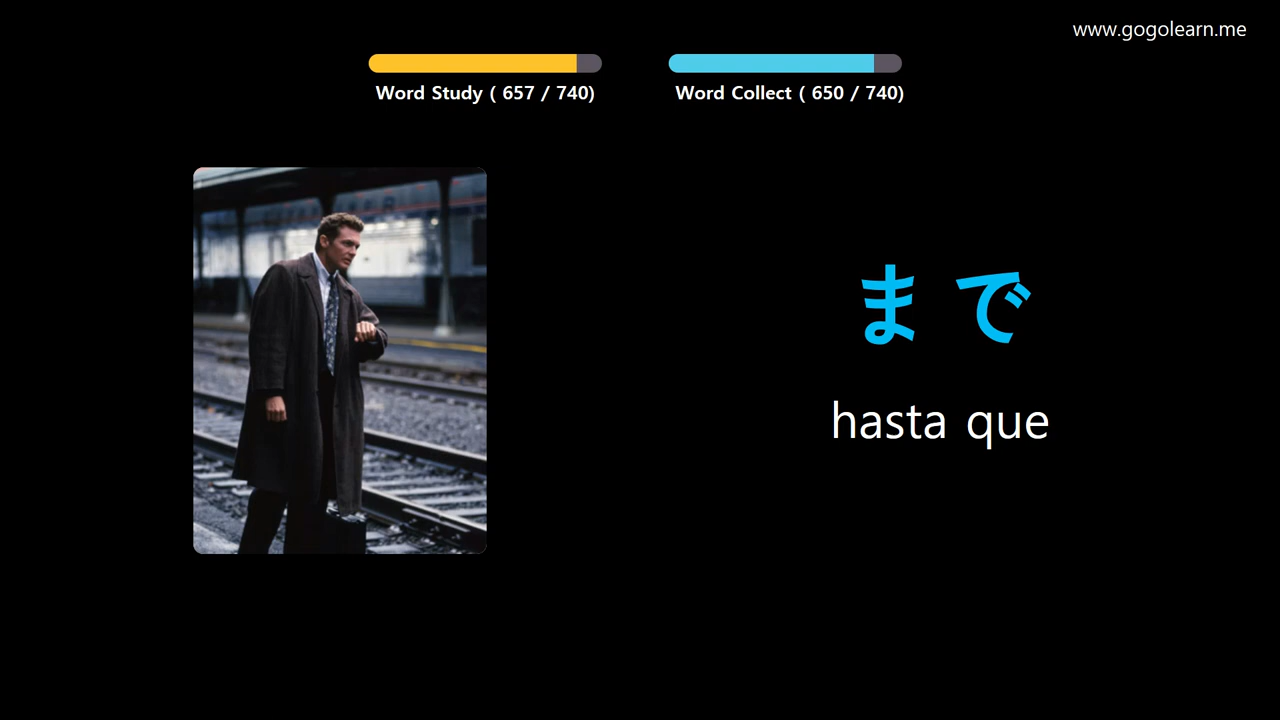 www.gogolearn.me
Word Study ( 657 / 740)
Word Collect ( 650 / 740)
まで
hasta que